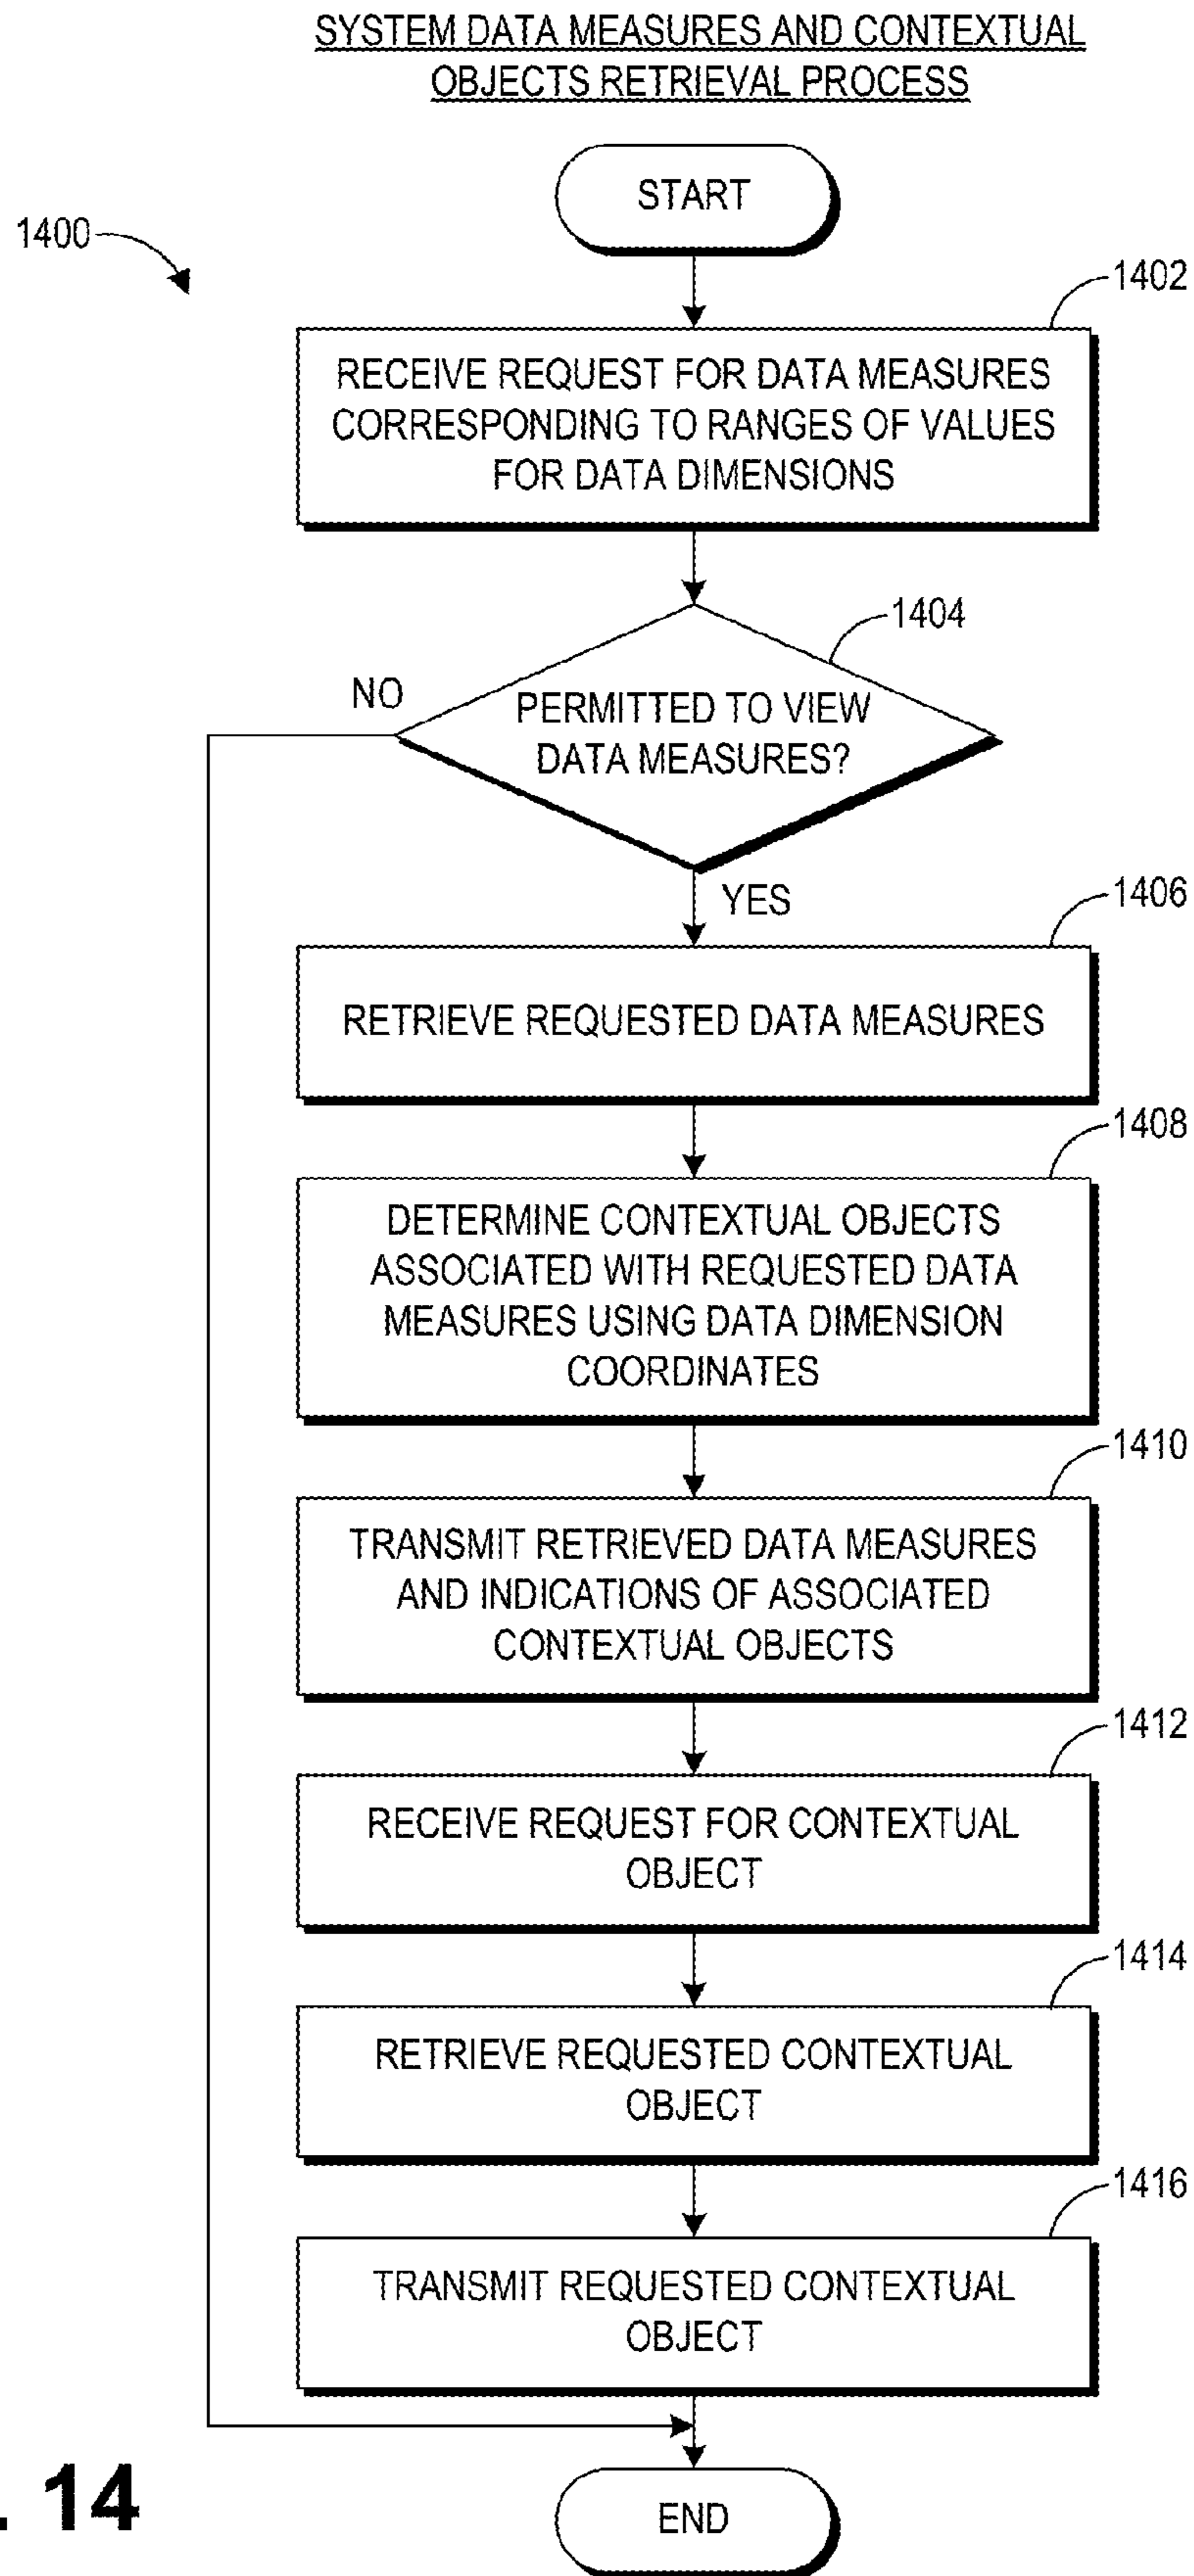 SYSTEM DATA MEASURES AND CONTEXTUAL
OBJECTS RETRIEVAL PROCESS
START
1400
1402
RECEIVE REQUEST FOR DATA MEASURES
CORRESPONDING TO RANGES OF VALUES
FOR DATA DIMENSIONS
1404
NO
PERMITTED TO VIEW
DATA MEASURES?
YES
1406
RETRIEVE REQUESTED DATA MEASURES
1408
DETERMINE CONTEXTUAL OBJECTS
ASSOCIATED WITH REQUESTED DATA
MEASURES USING DATA DIMENSION
COORDINATES
1410
TRANSMIT RETRIEVED DATA MEASURES
AND INDICATIONS OF ASSOCIATED
CONTEXTUAL OBJECTS
1412
RECEIVE REQUEST FOR CONTEXTUAL
OBJECT
1414
RETRIEVE REQUESTED CONTEXTUAL
OBJECT
1416
TRANSMIT REQUESTED CONTEXTUAL
OBJECT
. 14
END